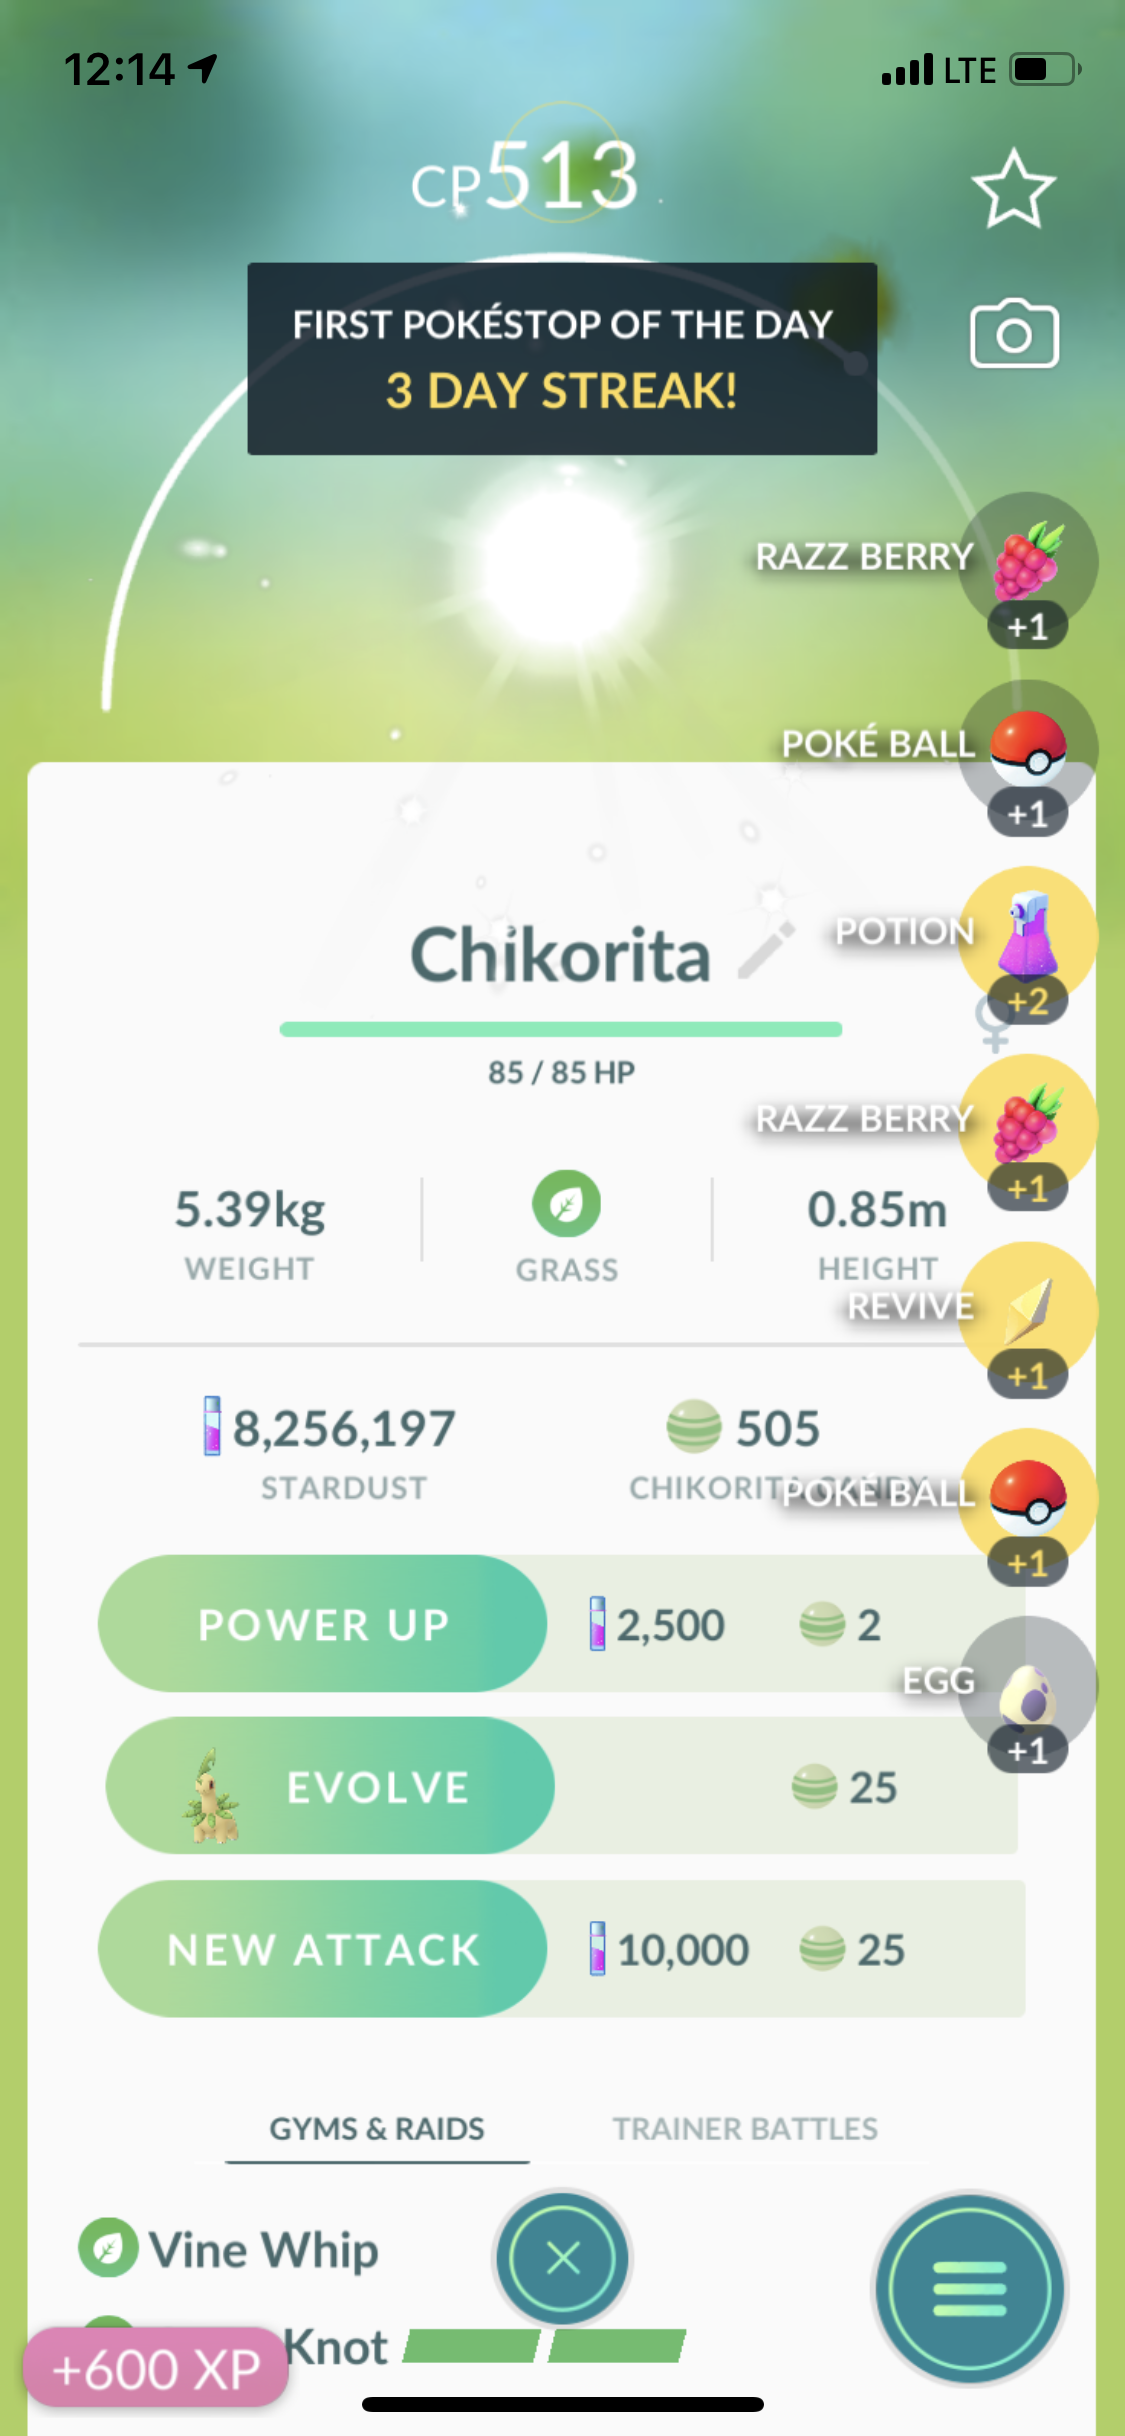 12:14
LTE
CP513
FIRST POKÉSTOP OF THE DAY
3 DAY STREAK!
RAZZ BERRY
+1
POKÉ BALL
+1
POTION
+2
Chikorita
85 / 85 HP
RAZZ BERRY
+1
5.39kg
WEIGHT
GRASS
0.85m
HEIGHT
REVIVE
+1
8,256,197
STARDUST
505
CHIKORITA CANDY
POKÉ BALL
+1
POWER UP
2,500
2
EGG
+1
EVOLVE
25
NEW ATTACK
10,000
25
GYMS & RAIDS
TRAINER BATTLES
Vine Whip
Knot
+600 XP